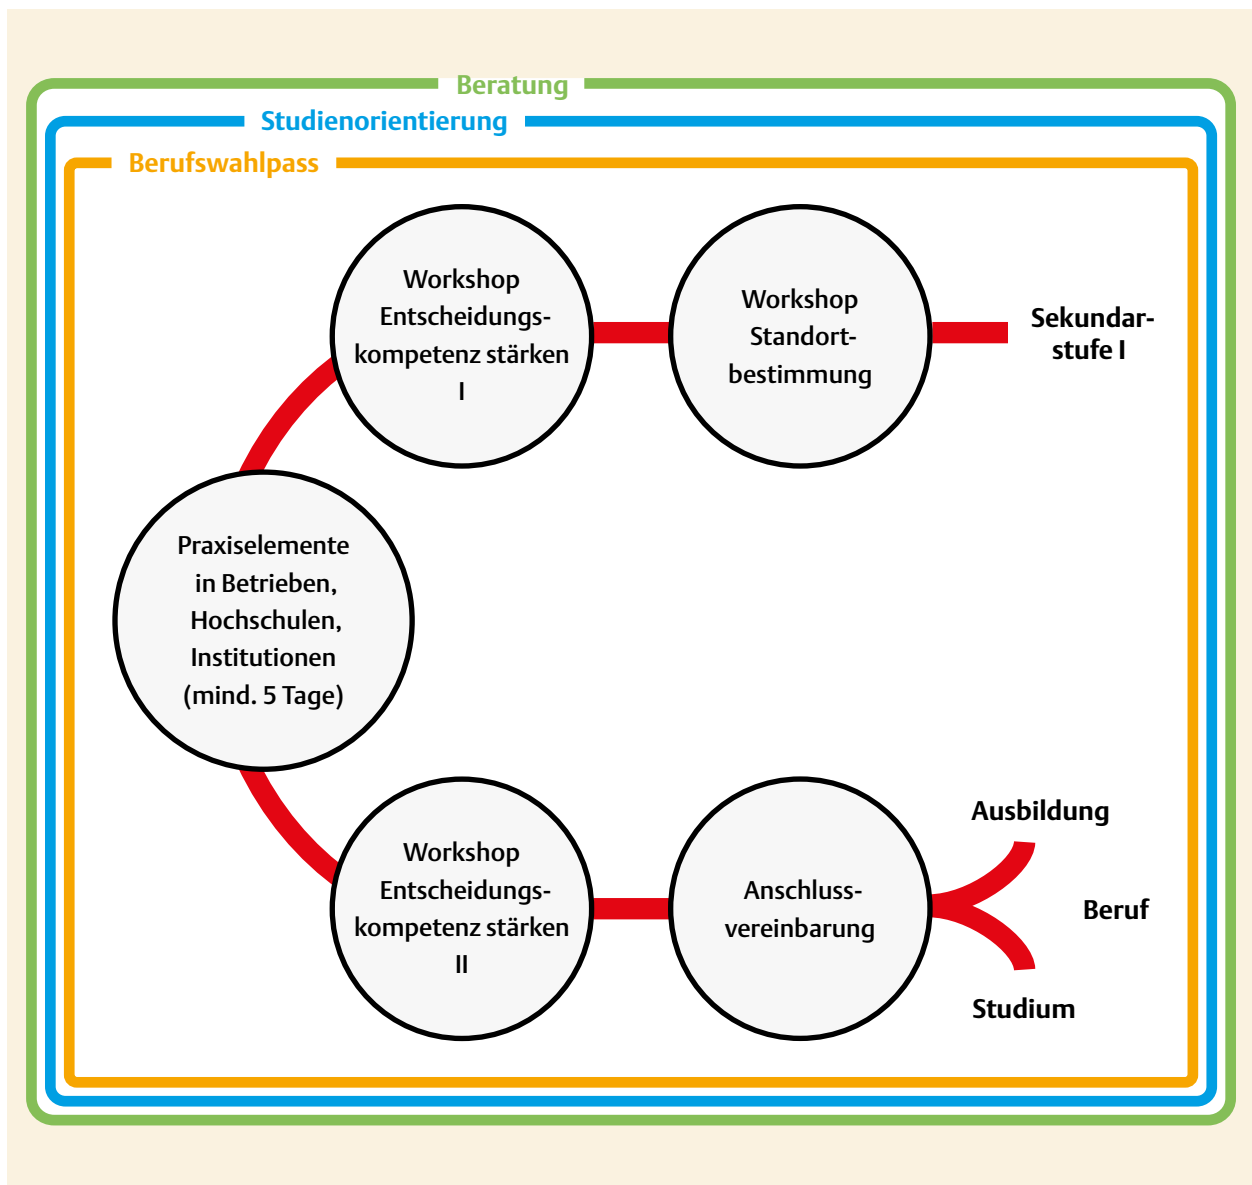 Beratung
Studienorientierung
Berufswahlpass
Workshop
Entscheidungs-
kompetenz stärken
I
Workshop
Standort-
bestimmung
Sekundar-
stufe I
Praxiselemente
in Betrieben,
Hochschulen,
Institutionen
(mind. 5 Tage)
Workshop
Entscheidungs-
kompetenz stärken
II
Anschluss-
vereinbarung
Ausbildung
Beruf
Studium